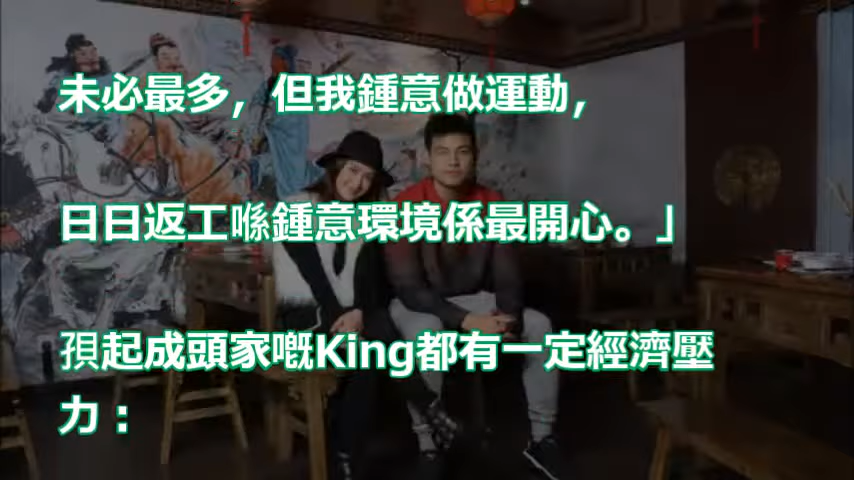 未必最多，但我鍾意做運動，
日日返工喺鍾意環境係最開心。」
孭起成頭家嘅King都有一定經濟壓
力：